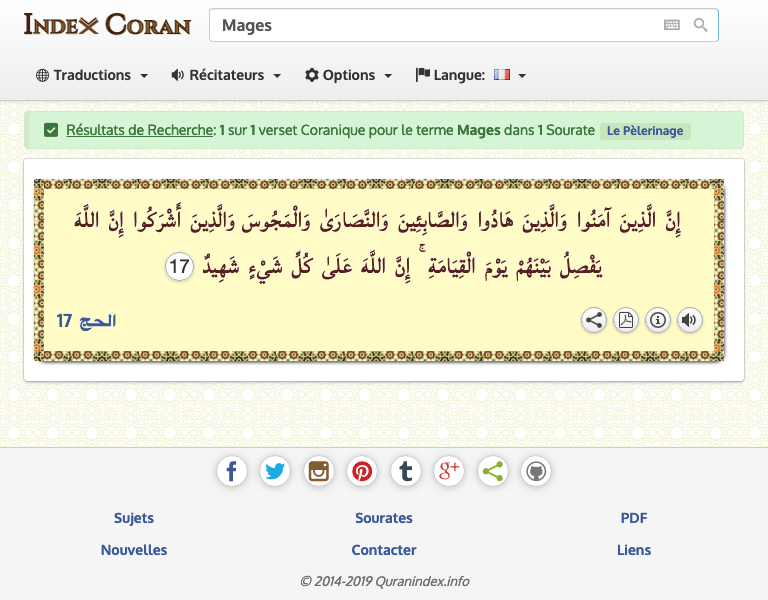 Index Coran
Mages
Traductions Récitateurs Options Langue:
Résultats de Recherche: 1 sur 1 verset Coranique pour le terme Mages dans 1 Sourate Le Pèlerinage
إِنَّ الَّذِينَ آمَنُوا وَالَّذِينَ هَادُوا وَالصَّابِئِينَ وَالنَّصَارَىٰ وَالْمَجُوسَ وَالَّذِينَ أَشْرَكُوا إِنَّ اللَّهَ
يَفْصِلُ بَيْنَهُمْ يَوْمَ الْقِيَامَةِ ۚ إِنَّ اللَّهَ عَلَىٰ كُلِّ شَيْءٍ شَهِيدٌ 17
الحج 17
Sujets Sourates PDF
Nouvelles Contacter Liens
© 2014-2019 Quranindex.info